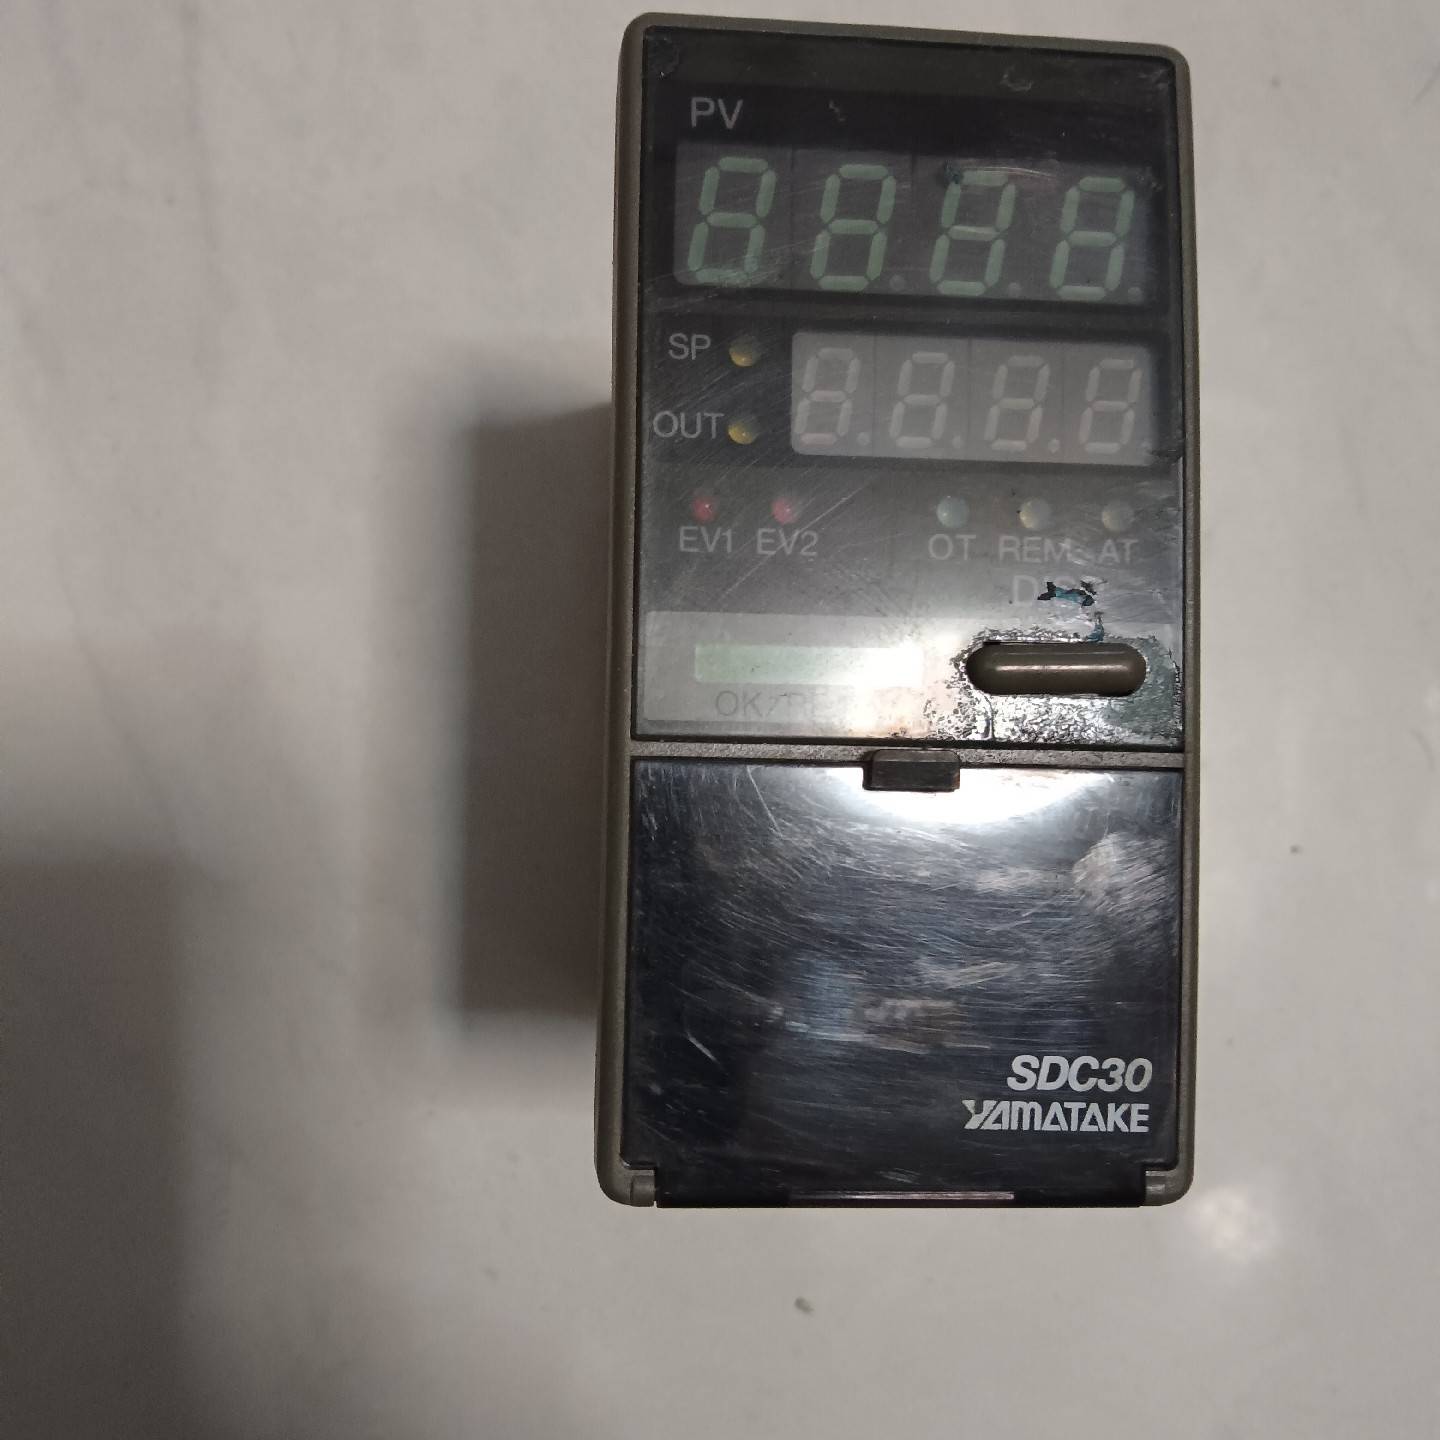 PV
SP
OUT
EV1 EV2 OT REM AT
SDC30
YAMATAKE